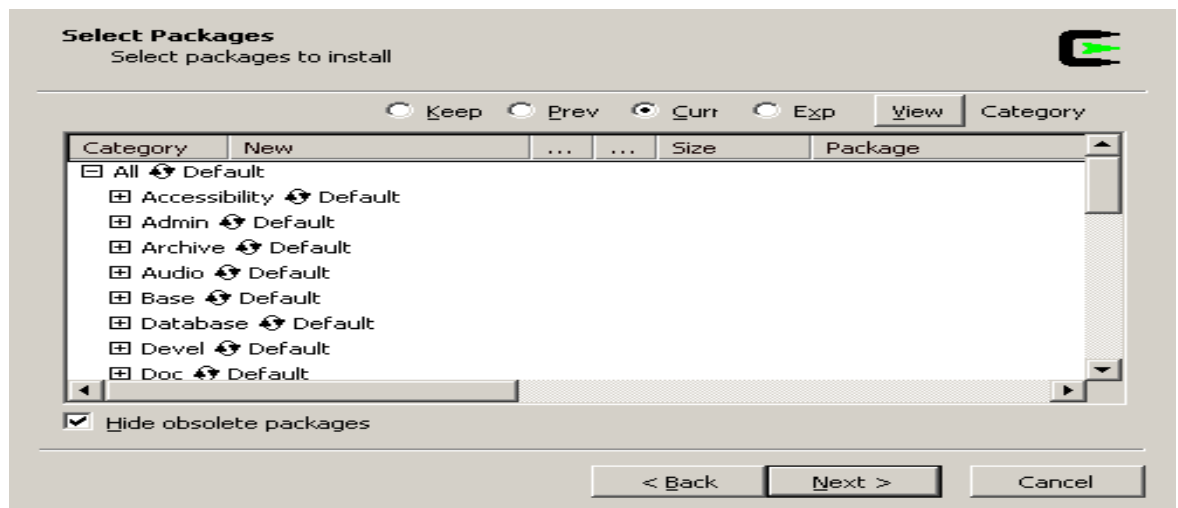 Select Packages
Select packages to install
Keep Prev Curr Exp View Category
Category New ... ... Size Package
All Default
Accessibility Default
Admin Default
Archive Default
Audio Default
Base Default
Database Default
Devel Default
Doc Default
Hide obsolete packages
< Back Next > Cancel